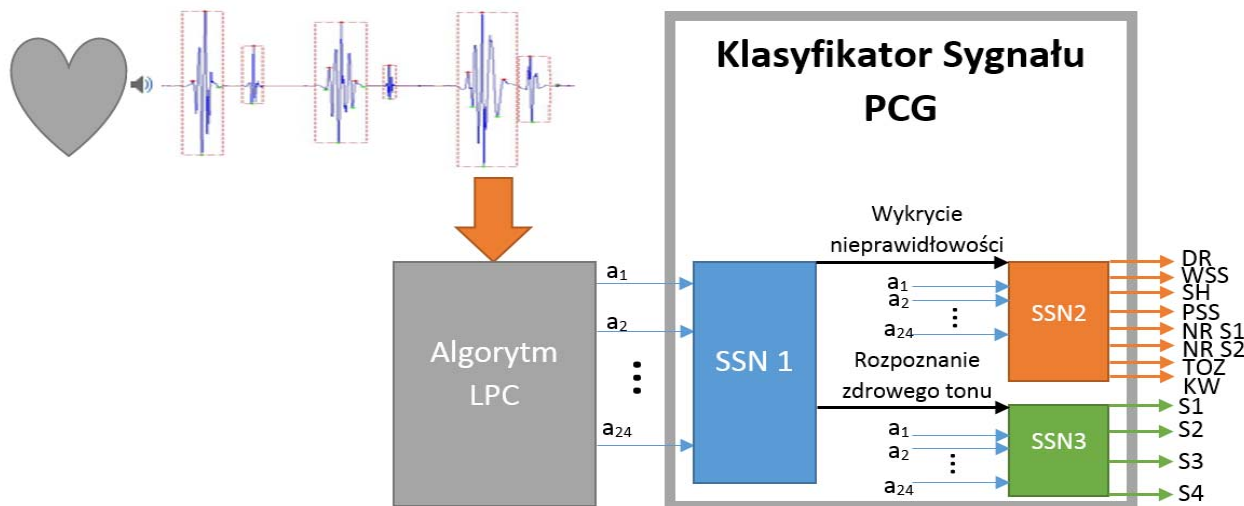 Klasyfikator Sygnału
PCG
Wykrycie
nieprawidłowości
a1
a2
⋮
a24
Algorytm
LPC
SSN 1
a1
a2
⋮
a24
SSN2
DR
WSS
SH
PSS
NR S1
NR S2
TOZ
KW
Rozpoznanie
zdrowego tonu
a1
a2
⋮
a24
SSN3
S1
S2
S3
S4